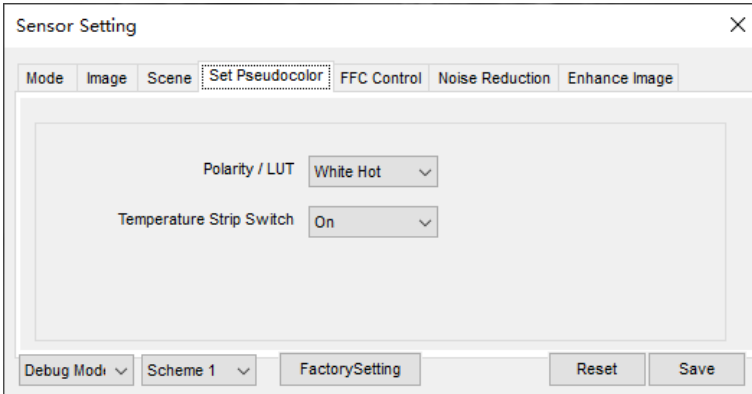 Sensor Setting
Mode Image Scene Set Pseudocolor FFC Control Noise Reduction Enhance Image
Polarity / LUT White Hot
Temperature Strip Switch On
Debug Mod Scheme 1 FactorySetting Reset Save